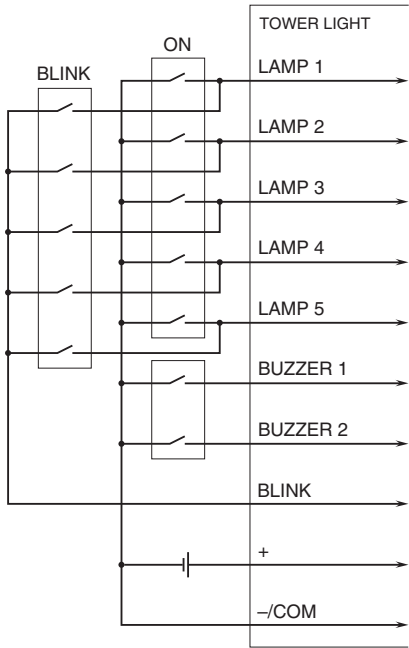 TOWER LIGHT
ON
LAMP 1
BLINK
LAMP 2
LAMP 3
LAMP 4
LAMP 5
BUZZER 1
BUZZER 2
BLINK
+
–/COM